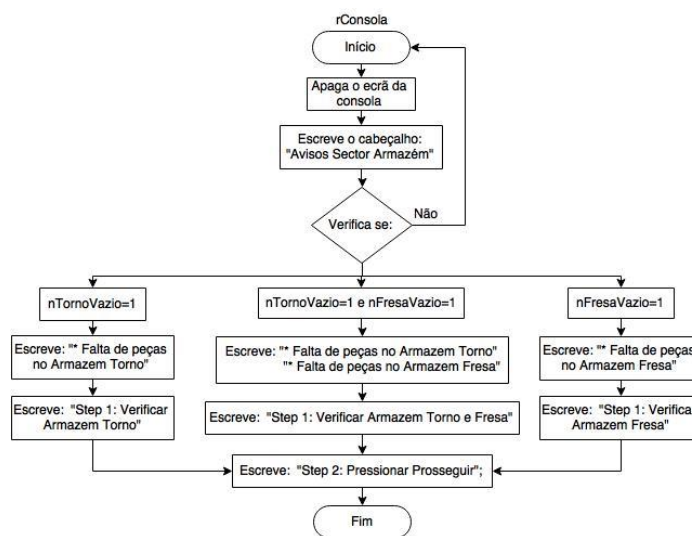 rConsola
Início
Apaga o ecrã da
consola
Escreve o cabeçalho:
"Avisos Sector Armazém"
Verifica se:
Não
nTornoVazio=1
nTornoVazio=1 e nFresaVazio=1
nFresaVazio=1
Escreve: "* Falta de peças
no Armazem Torno"
Escreve: "* Falta de peças no Armazem Torno"
"* Falta de peças no Armazem Fresa"
Escreve: "* Falta de peças
no Armazem Fresa"
Escreve: "Step 1: Verificar
Armazem Torno"
Escreve: "Step 1: Verificar Armazem Torno e Fresa"
Escreve: "Step 1: Verifica
Armazem Fresa"
Escreve: "Step 2: Pressionar Prosseguir";
Fim